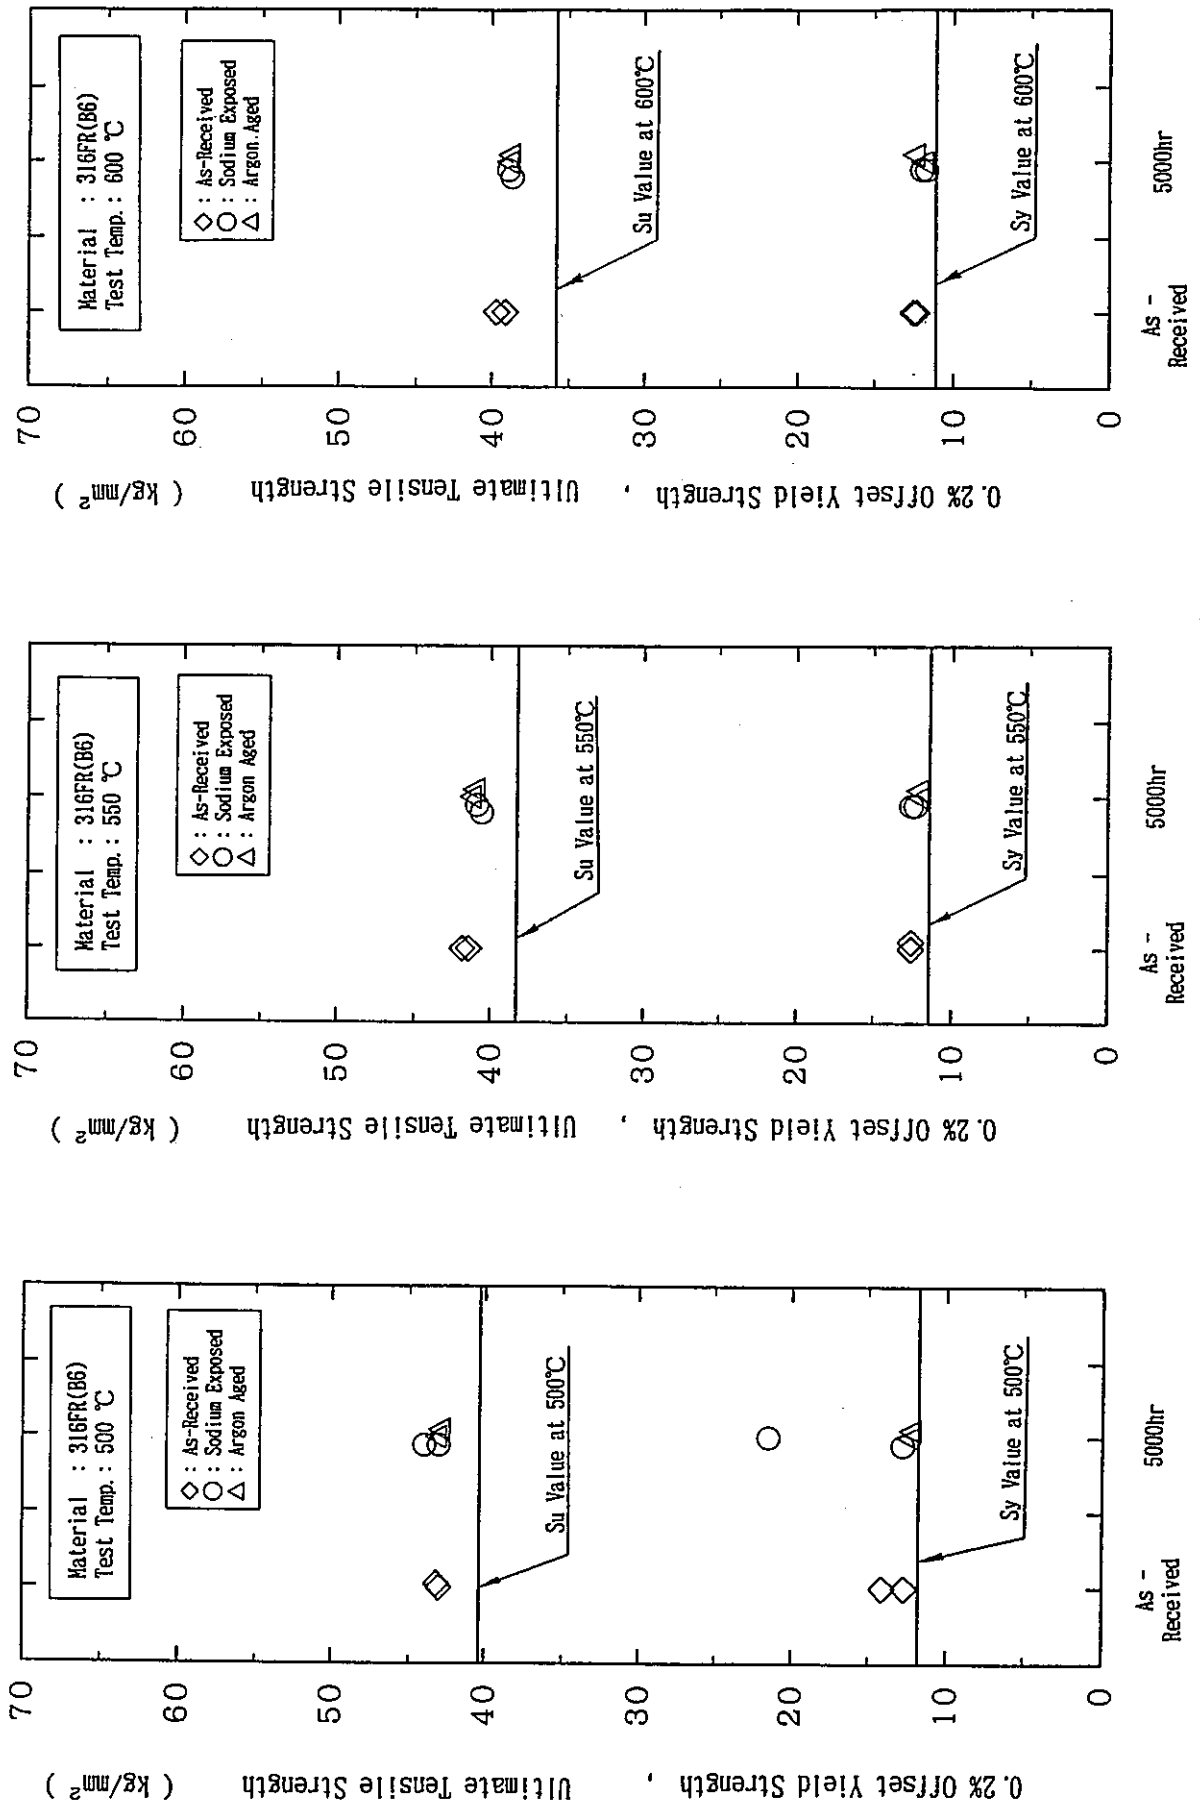 0.2% Offset Yield Strength , Ultimate Tensile Strength ( kg/mm² )
70
60
50
40
30
20
10
0
Material : 316FR(B6)
Test Temp. : 500 ℃
◇ : As-Received
○ : Sodium Exposed
△ : Argon Aged
Su Value at 500℃
Sy Value at 500℃
As -
Received
5000hr
0.2% Offset Yield Strength , Ultimate Tensile Strength ( kg/mm² )
70
60
50
40
30
20
10
0
Material : 316FR(B6)
Test Temp. : 550 ℃
◇ : As-Received
○ : Sodium Exposed
△ : Argon Aged
Su Value at 550℃
Sy Value at 550℃
As -
Received
5000hr
0.2% Offset Yield Strength , Ultimate Tensile Strength ( kg/mm² )
70
60
50
40
30
20
10
0
Material : 316FR(B6)
Test Temp. : 600 ℃
◇ : As-Received
○ : Sodium Exposed
△ : Argon.Aged
Su Value at 600℃
Sy Value at 600℃
As -
Received
5000hr